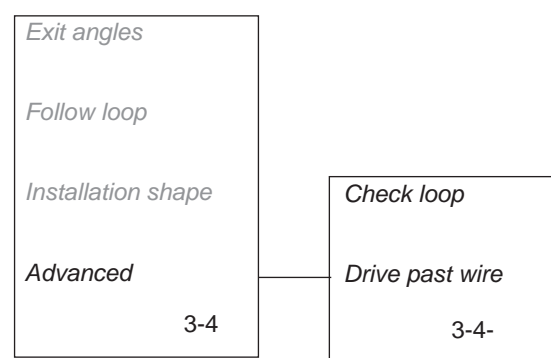 Exit angles
Follow loop
Installation shape
Advanced
3-4
Check loop
Drive past wire
3-4-